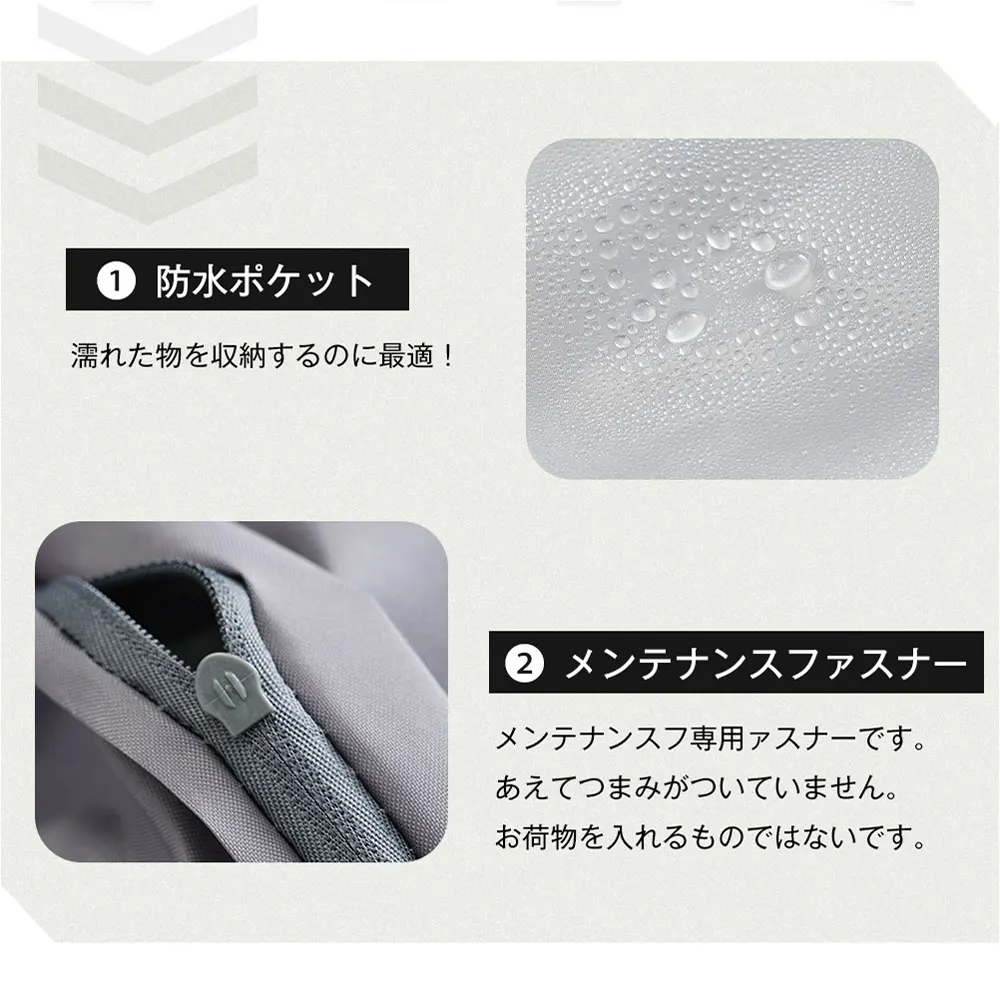 1 防水ポケット
濡れた物を収納するのに最適！
2 メンテナンスファスナー
メンテナンスフ専用ァスナーです。
あえてつまみがついていません。
お荷物を入れるものではないです。